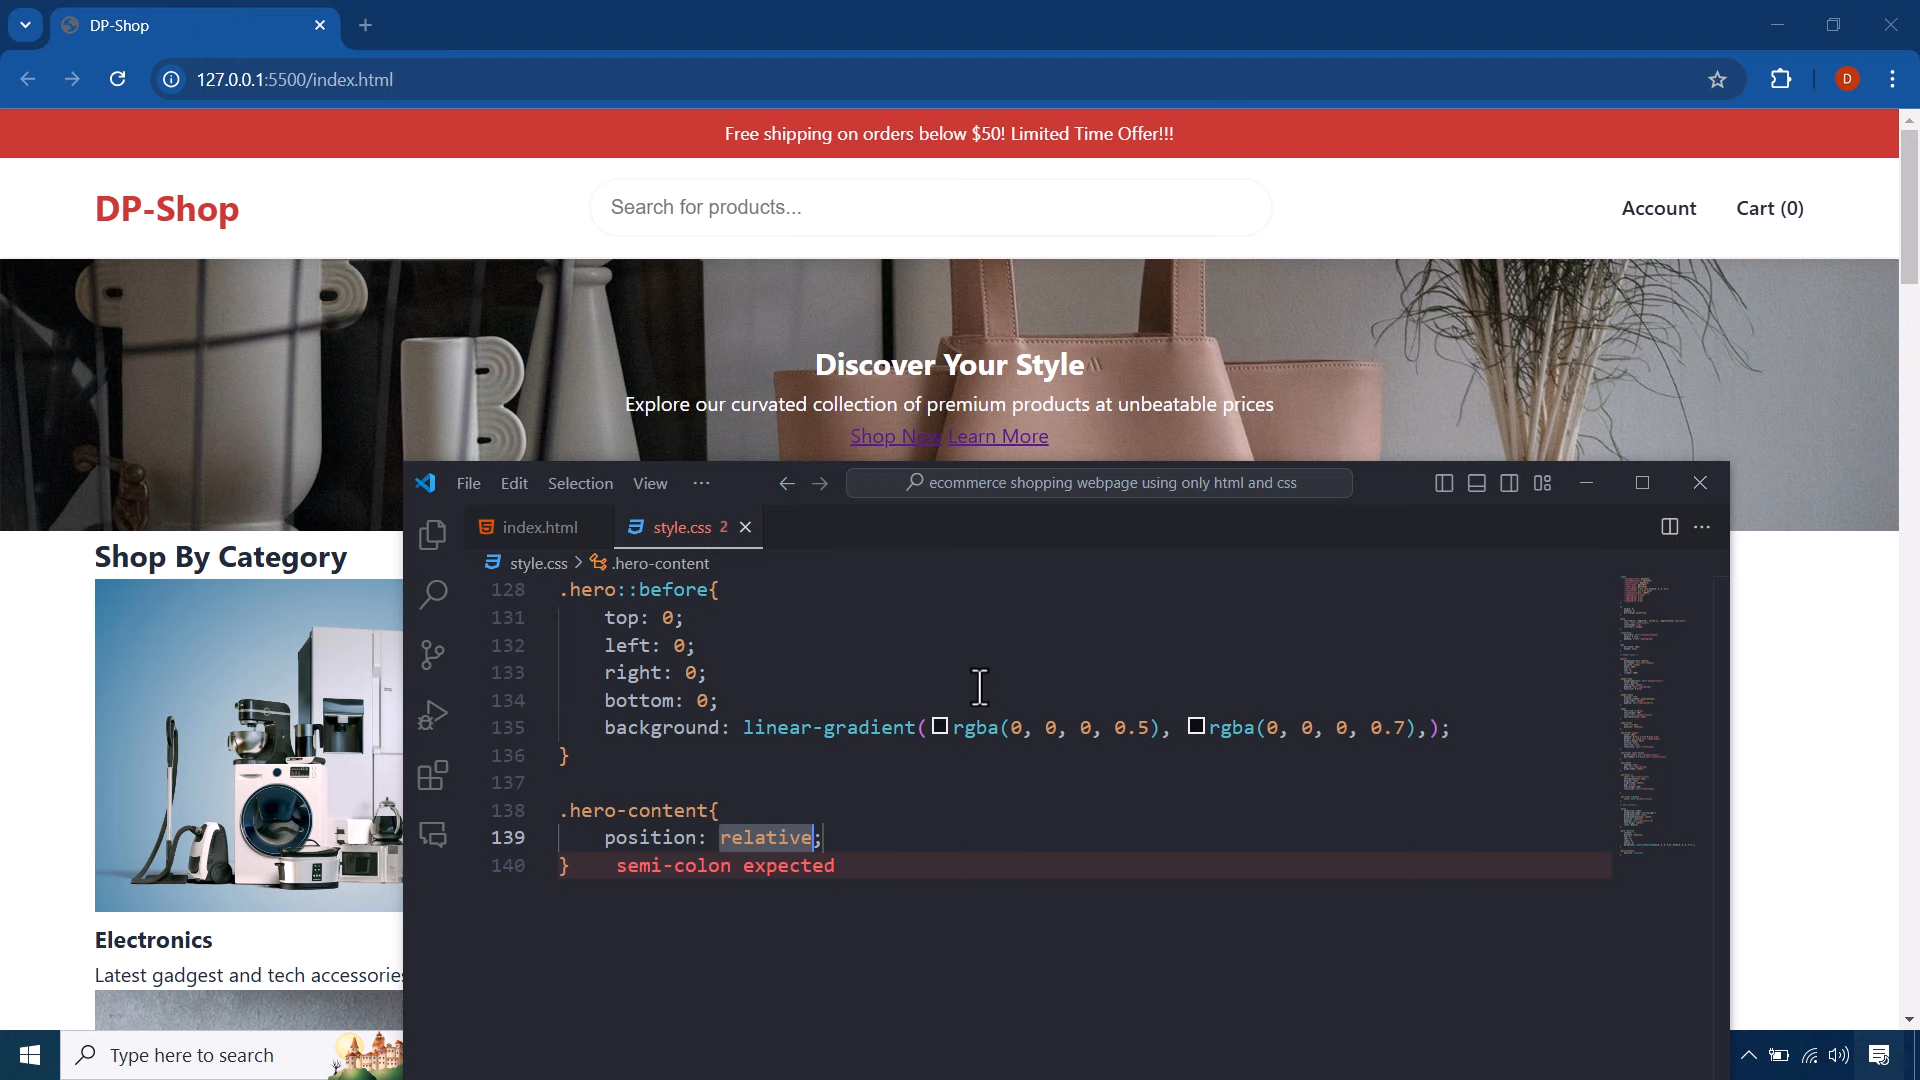 DP-Shop
127.0.0.1:5500/index.html
D
Free shipping on orders below $50! Limited Time Offer!!!
DP-Shop
Search for products...
Account
Cart (0)
Discover Your Style
Explore our curvated collection of premium products at unbeatable prices
Shop Now Learn More
File Edit Selection View ···
ecommerce shopping webpage using only html and css
index.html
style.css 2
style.css > .hero-content
128 .hero::before{
131 top: 0;
132 left: 0;
133 right: 0;
134 bottom: 0;
135 background: linear-gradient(rgba(0, 0, 0, 0.5), rgba(0, 0, 0, 0.7),);
136 }
137
138 .hero-content{
139 position: relative;
140 } semi-colon expected
Shop By Category
Electronics
Latest gadgest and tech accessories
Type here to search